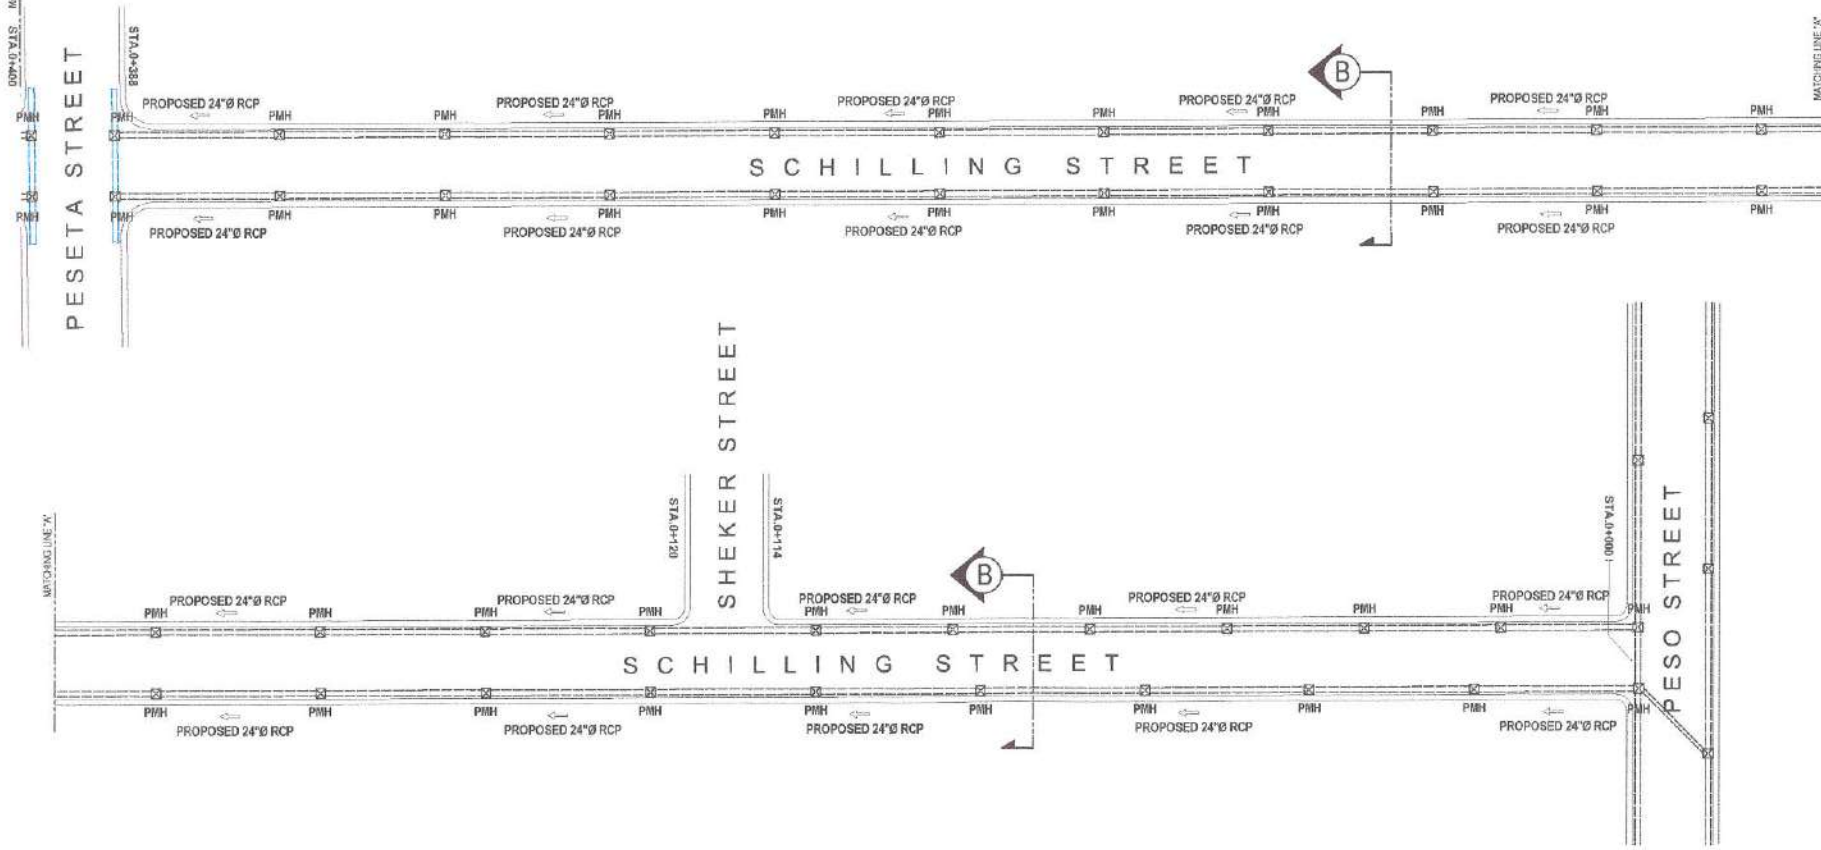 STA.0+400
PESETA STREET
STA.0+388
MATCHING LINE "A"
PROPOSED 24"Ø RCP
PROPOSED 24"Ø RCP
PROPOSED 24"Ø RCP
PROPOSED 24"Ø RCP
PROPOSED 24"Ø RCP
B
PMH
PMH
PMH
PMH
PMH
PMH
PMH
PMH
PMH
PMH
PMH
PMH
SCHILLING STREET
PMH
PMH
PMH
PMH
PMH
PMH
PMH
PMH
PMH
PMH
PMH
PMH
PROPOSED 24"Ø RCP
PROPOSED 24"Ø RCP
PROPOSED 24"Ø RCP
PROPOSED 24"Ø RCP
PROPOSED 24"Ø RCP
MATCHING LINE "A"
STA.0+120
SHEKER STREET
STA.0+114
STA.0+000
PESO STREET
B
PROPOSED 24"Ø RCP
PROPOSED 24"Ø RCP
PROPOSED 24"Ø RCP
PROPOSED 24"Ø RCP
PROPOSED 24"Ø RCP
PMH
PMH
PMH
PMH
PMH
PMH
PMH
PMH
PMH
PMH
PMH
SCHILLING STREET
PMH
PMH
PMH
PMH
PMH
PMH
PMH
PMH
PMH
PMH
PROPOSED 24"Ø RCP
PROPOSED 24"Ø RCP
PROPOSED 24"Ø RCP
PROPOSED 24"Ø RCP
PROPOSED 24"Ø RCP